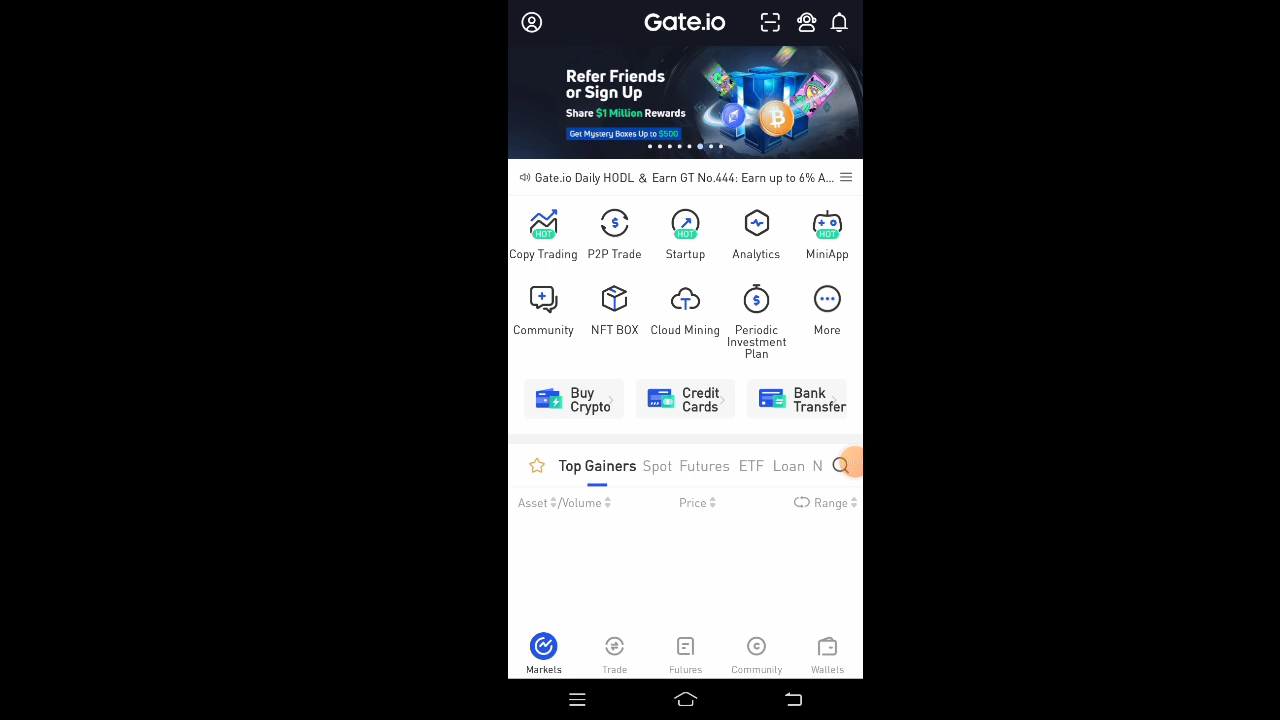 Gate.io
Refer Friends
or Sign Up
Share $1 Million Rewards
Get Mystery Boxes Up to $500
Gate.io Daily HODL & Earn GT No.444: Earn up to 6% A...
HOT HOT HOT
Copy Trading P2P Trade Startup Analytics MiniApp
Community NFT BOX Cloud Mining Periodic Investment Plan More
Buy Crypto
Credit Cards
Bank Transfer
Top Gainers Spot Futures ETF Loan N
Asset /Volume Price Range
Markets Trade Futures Community Wallets